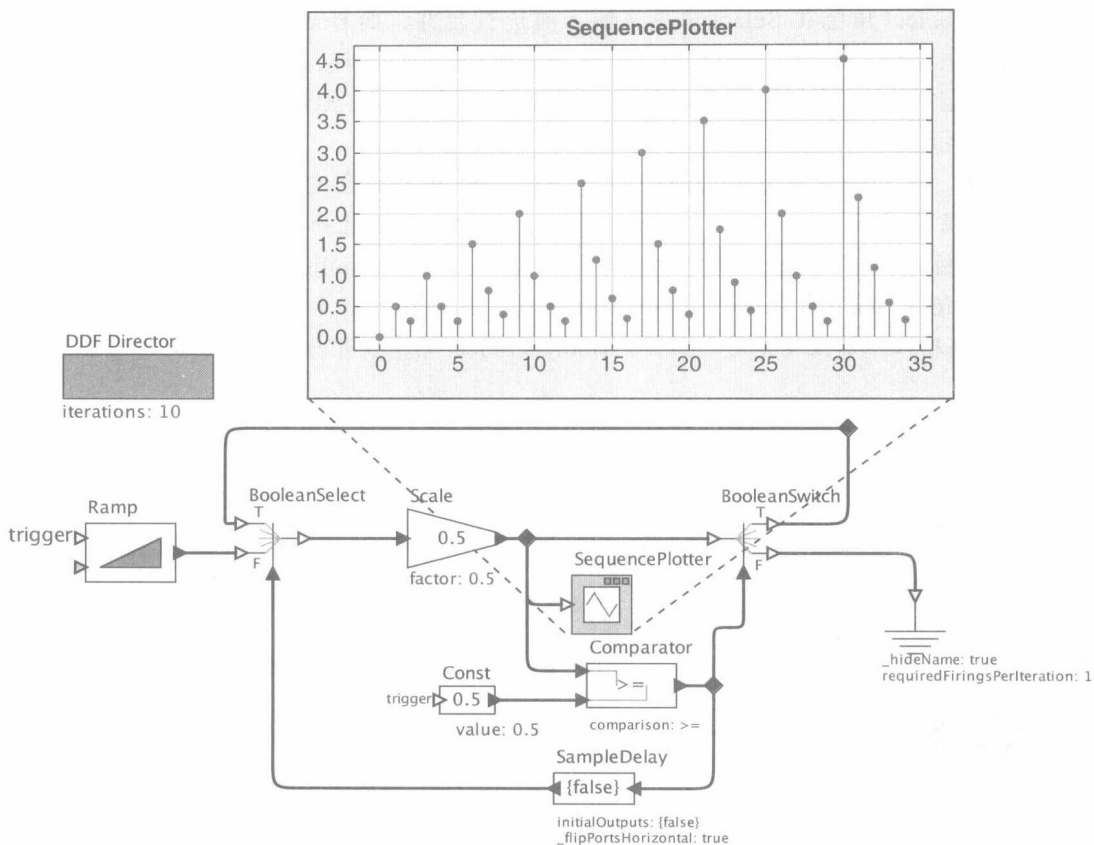 SequencePlotter
4.5
4.0
3.5
3.0
2.5
2.0
1.5
1.0
0.5
0.0
0 5 10 15 20 25 30 35
DDF Director
iterations: 10
Ramp
trigger
BooleanSelect
T
F
Scale
0.5
factor: 0.5
BooleanSwitch
T
F
SequencePlotter
Comparator
>=
comparison: >=
Const
trigger
0.5
value: 0.5
SampleDelay
{false}
initialOutputs: {false}
_flipPortsHorizontal: true
_hideName: true
requiredFiringsPerIteration: 1